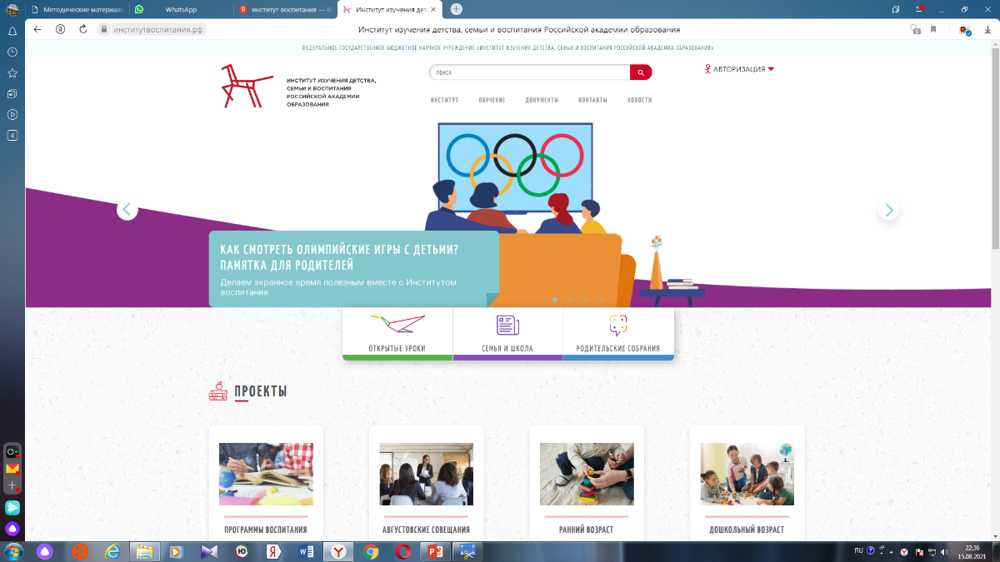 Методические материаль
WhatsApp
институт воспитания — Я
Институт изучения детс
институтвоспитания.рф
Институт изучения детства, семьи и воспитания Российской академии образования
ФЕДЕРАЛЬНОЕ ГОСУДАРСТВЕННОЕ БЮДЖЕТНОЕ НАУЧНОЕ УЧРЕЖДЕНИЕ «ИНСТИТУТ ИЗУЧЕНИЯ ДЕТСТВА, СЕМЬИ И ВОСПИТАНИЯ РОССИЙСКОЙ АКАДЕМИИ ОБРАЗОВАНИЯ»
ИНСТИТУТ ИЗУЧЕНИЯ ДЕТСТВА,
СЕМЬИ И ВОСПИТАНИЯ
РОССИЙСКОЙ АКАДЕМИИ
ОБРАЗОВАНИЯ
ПОИСК
АВТОРИЗАЦИЯ
ИНСТИТУТ
ОБУЧЕНИЕ
ДОКУМЕНТЫ
КОНТАКТЫ
НОВОСТИ
4
КАК СМОТРЕТЬ ОЛИМПИЙСКИЕ ИГРЫ С ДЕТЬМИ?
ПАМЯТКА ДЛЯ РОДИТЕЛЕЙ
Делаем экранное время полезным вместе с Институтом
воспитания
ОТКРЫТЫЕ УРОКИ
СЕМЬЯ И ШКОЛА
РОДИТЕЛЬСКИЕ СОБРАНИЯ
ПРОЕКТЫ
ПРОГРАММЫ ВОСПИТАНИЯ
АВГУСТОВСКИЕ СОВЕЩАНИЯ
РАННИЙ ВОЗРАСТ
ДОШКОЛЬНЫЙ ВОЗРАСТ
RU
22:36
15.08.2021